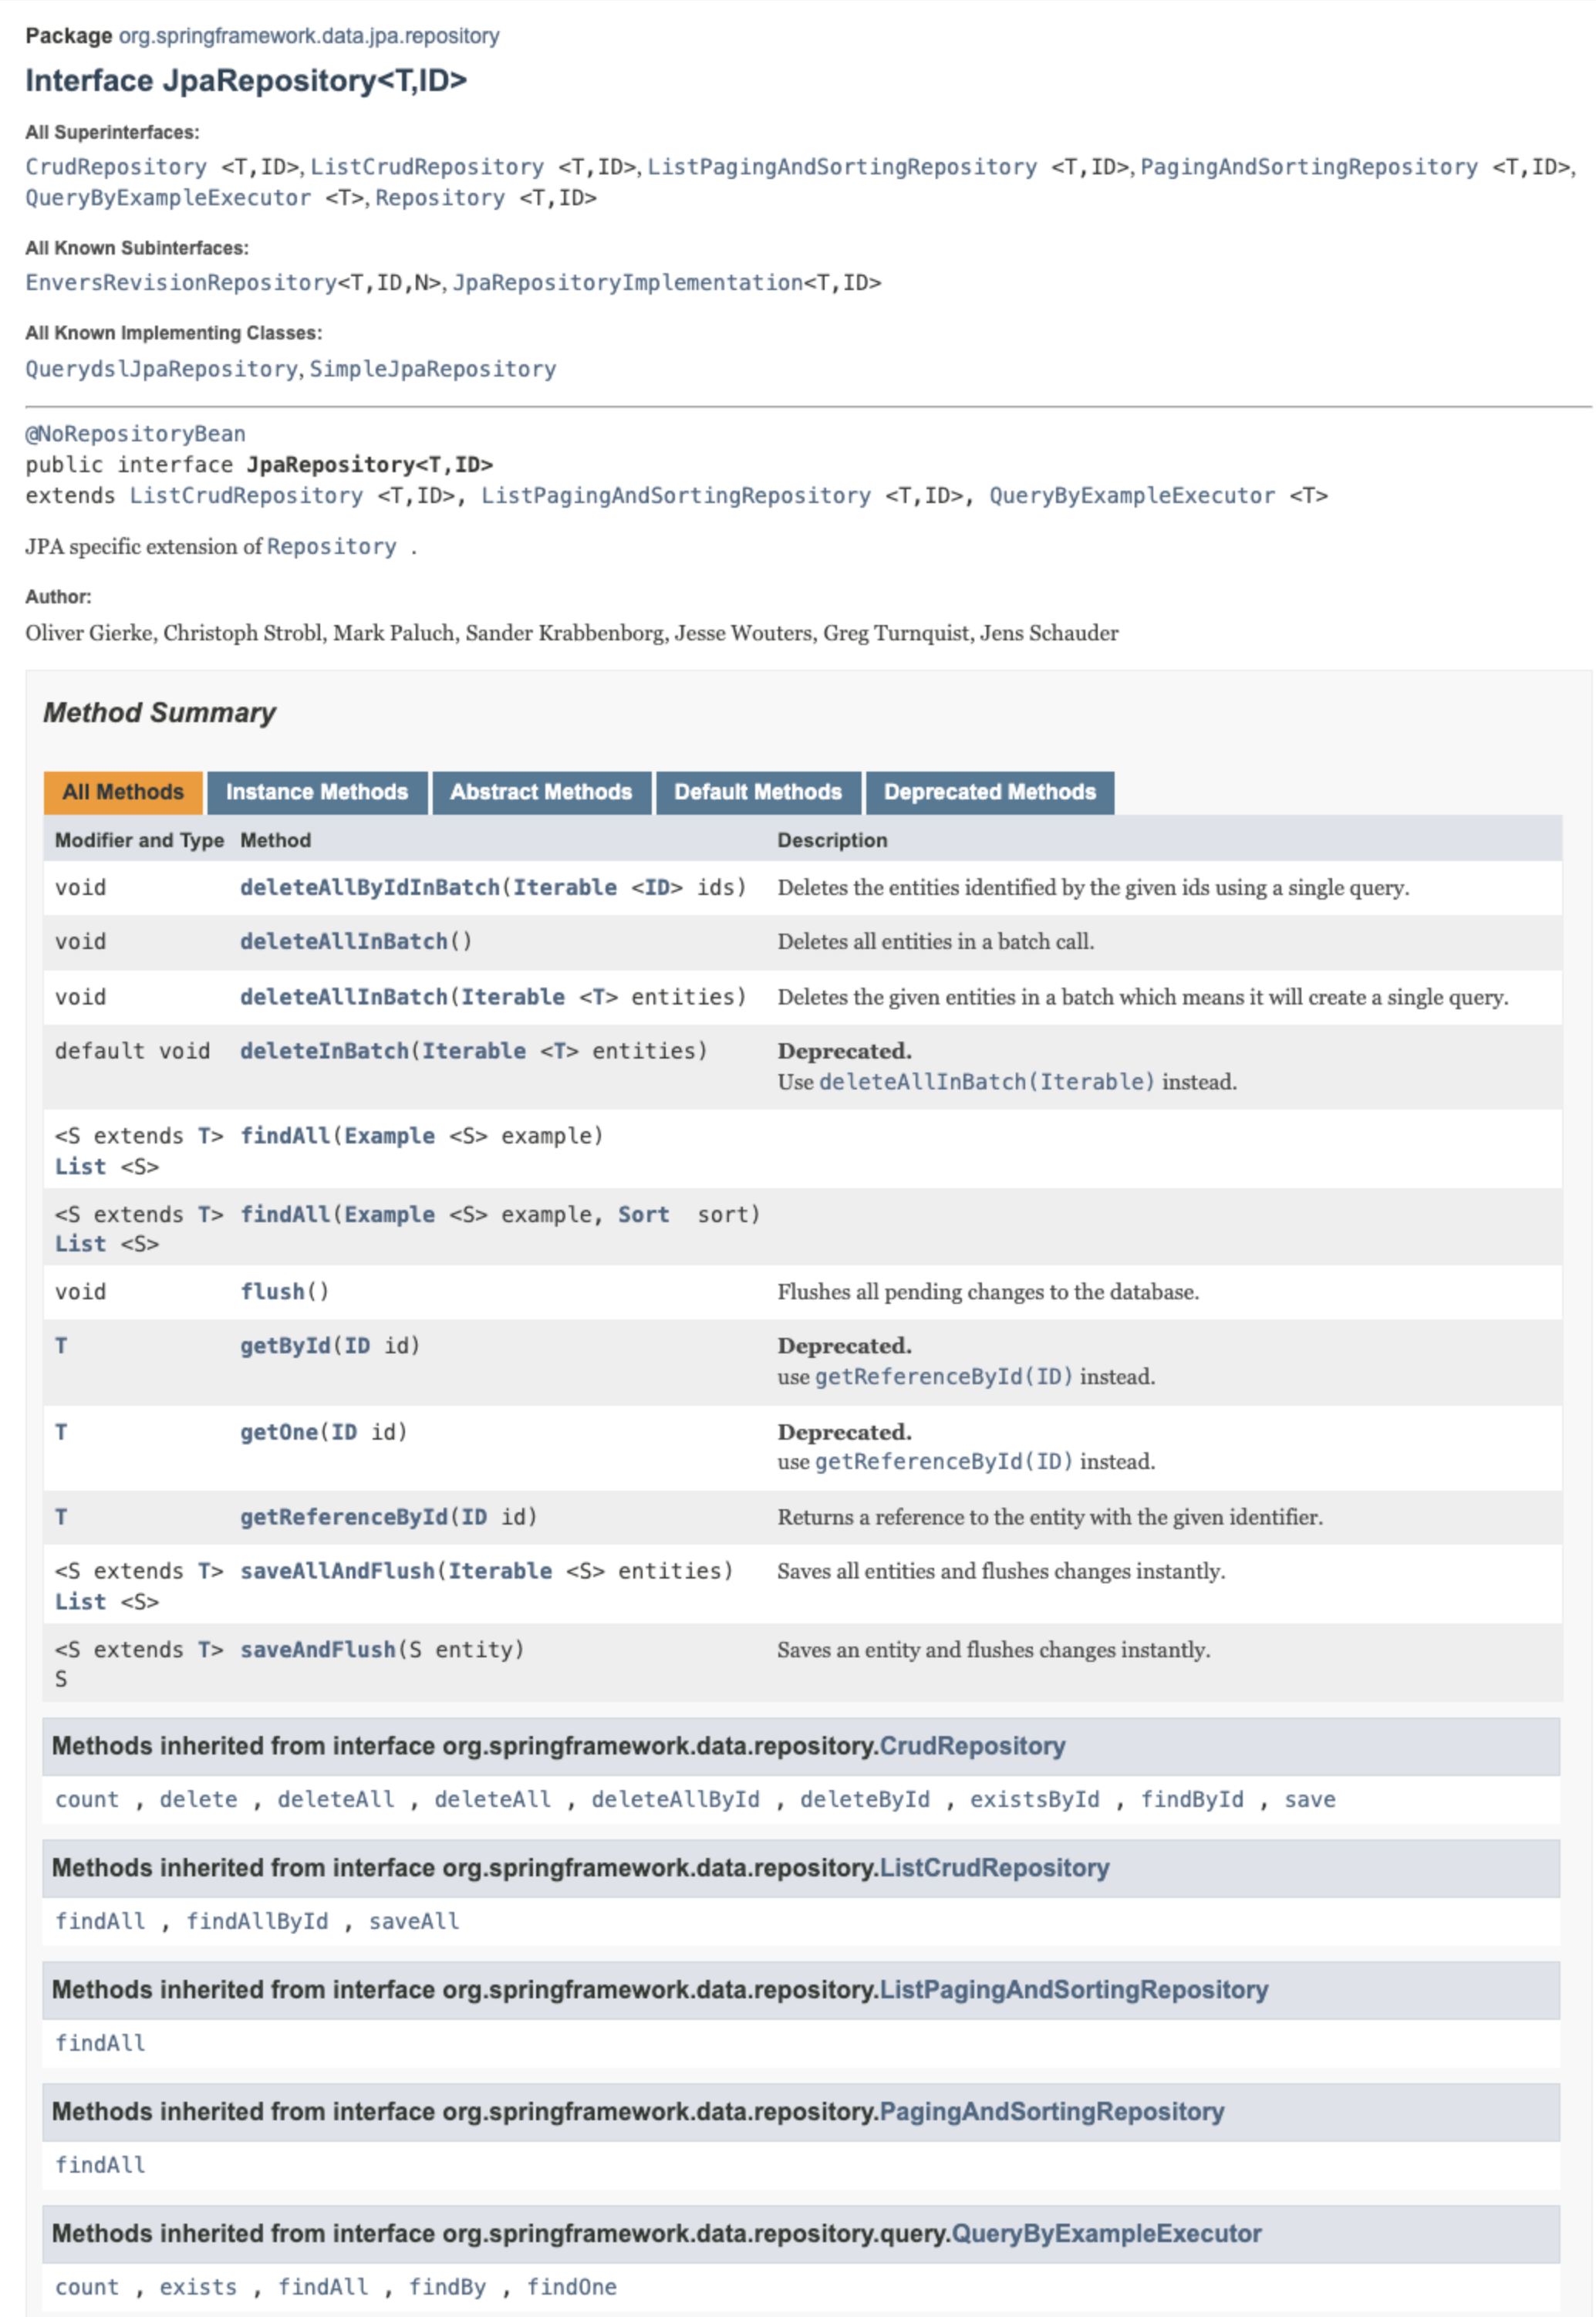 Package org.springframework.data.jpa.repository
Interface JpaRepository<T,ID>
All Superinterfaces:
CrudRepository <T,ID>, ListCrudRepository <T,ID>, ListPagingAndSortingRepository <T,ID>, PagingAndSortingRepository <T,ID>,
QueryByExampleExecutor <T>, Repository <T,ID>
All Known Subinterfaces:
EnversRevisionRepository<T,ID,N>, JpaRepositoryImplementation<T,ID>
All Known Implementing Classes:
QuerydslJpaRepository, SimpleJpaRepository
@NoRepositoryBean
public interface JpaRepository<T,ID>
extends ListCrudRepository <T,ID>, ListPagingAndSortingRepository <T,ID>, QueryByExampleExecutor <T>
JPA specific extension of Repository .
Author:
Oliver Gierke, Christoph Strobl, Mark Paluch, Sander Krabbenborg, Jesse Wouters, Greg Turnquist, Jens Schauder
Method Summary
All Methods Instance Methods Abstract Methods Default Methods Deprecated Methods
Modifier and Type Method Description
void deleteAllByIdInBatch(Iterable <ID> ids) Deletes the entities identified by the given ids using a single query.
void deleteAllInBatch() Deletes all entities in a batch call.
void deleteAllInBatch(Iterable <T> entities) Deletes the given entities in a batch which means it will create a single query.
default void deleteInBatch(Iterable <T> entities) Deprecated.
Use deleteAllInBatch(Iterable) instead.
<S extends T> findAll(Example <S> example)
List <S>
<S extends T> findAll(Example <S> example, Sort sort)
List <S>
void flush() Flushes all pending changes to the database.
T getById(ID id) Deprecated.
use getReferenceById(ID) instead.
T getOne(ID id) Deprecated.
use getReferenceById(ID) instead.
T getReferenceById(ID id) Returns a reference to the entity with the given identifier.
<S extends T> saveAllAndFlush(Iterable <S> entities) Saves all entities and flushes changes instantly.
List <S>
<S extends T> saveAndFlush(S entity) Saves an entity and flushes changes instantly.
S
Methods inherited from interface org.springframework.data.repository.CrudRepository
count , delete , deleteAll , deleteAll , deleteAllById , deleteById , existsById , findById , save
Methods inherited from interface org.springframework.data.repository.ListCrudRepository
findAll , findAllById , saveAll
Methods inherited from interface org.springframework.data.repository.ListPagingAndSortingRepository
findAll
Methods inherited from interface org.springframework.data.repository.PagingAndSortingRepository
findAll
Methods inherited from interface org.springframework.data.repository.query.QueryByExampleExecutor
count , exists , findAll , findBy , findOne